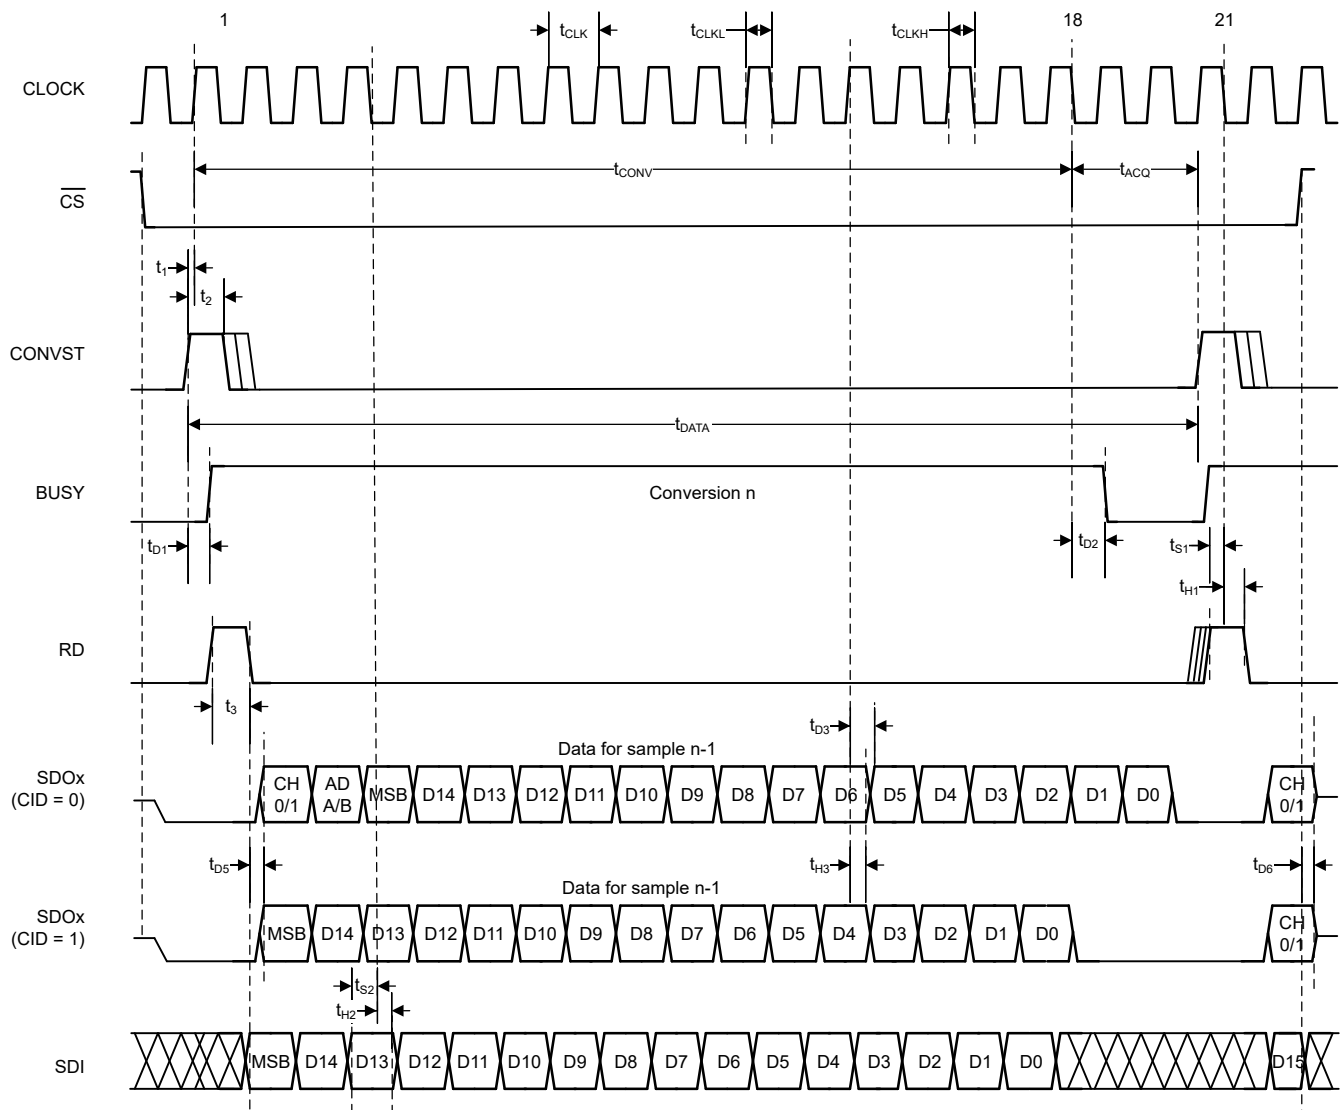 1 18 21
tCLK tCLKL tCLKH
CLOCK
tCONV tACQ
CS
t1
t2
CONVST
tDATA
BUSY Conversion n
tD1 tD2 tS1
tH1
RD
t3
tD3
Data for sample n-1
SDOx
(CID = 0)
CH 0/1 AD A/B MSB D14 D13 D12 D11 D10 D9 D8 D7 D6 D5 D4 D3 D2 D1 D0 CH 0/1
tD5 tH3 tD6
Data for sample n-1
SDOx
(CID = 1)
MSB D14 D13 D12 D11 D10 D9 D8 D7 D6 D5 D4 D3 D2 D1 D0 CH 0/1
tS2
tH2
SDI MSB D14 D13 D12 D11 D10 D9 D8 D7 D6 D5 D4 D3 D2 D1 D0 D15